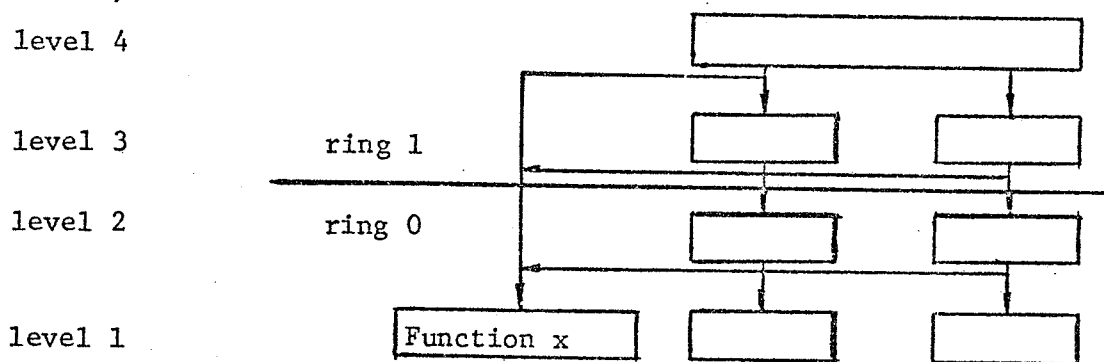 level 4
level 3 ring 1
level 2 ring 0
level 1 Function x